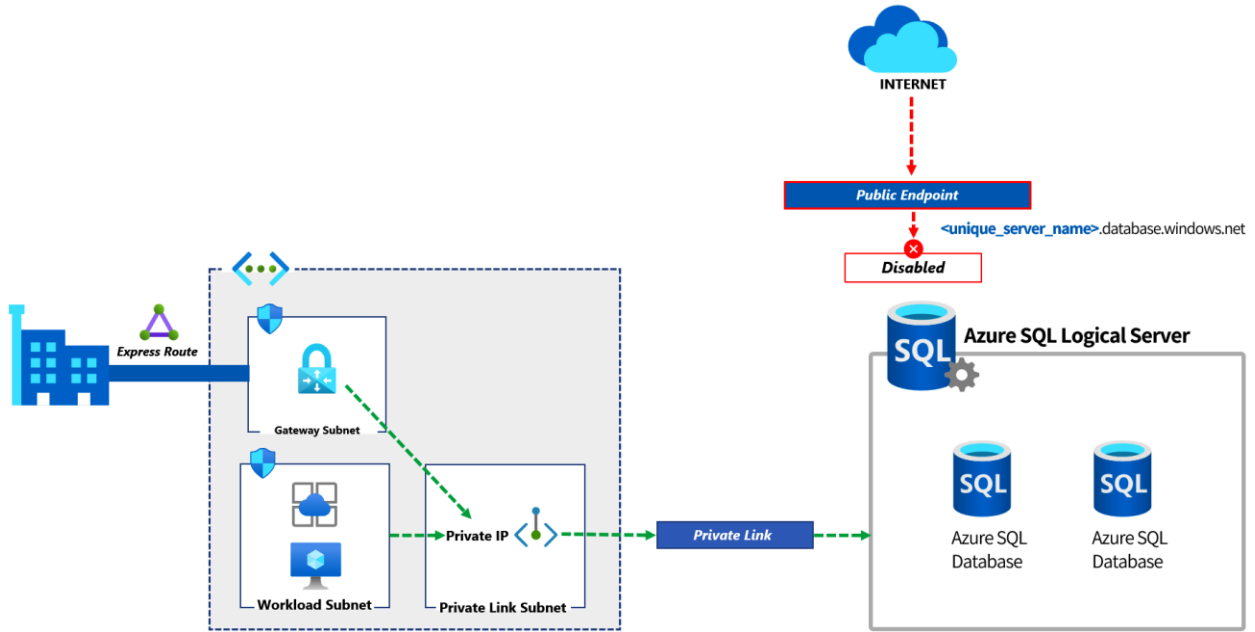 INTERNET
Public Endpoint
<unique_server_name>.database.windows.net
Disabled
Express Route
SQL
Azure SQL Logical Server
Gateway Subnet
SQL
SQL
Private IP
Private Link
Azure SQL
Database
Azure SQL
Database
Workload Subnet
Private Link Subnet